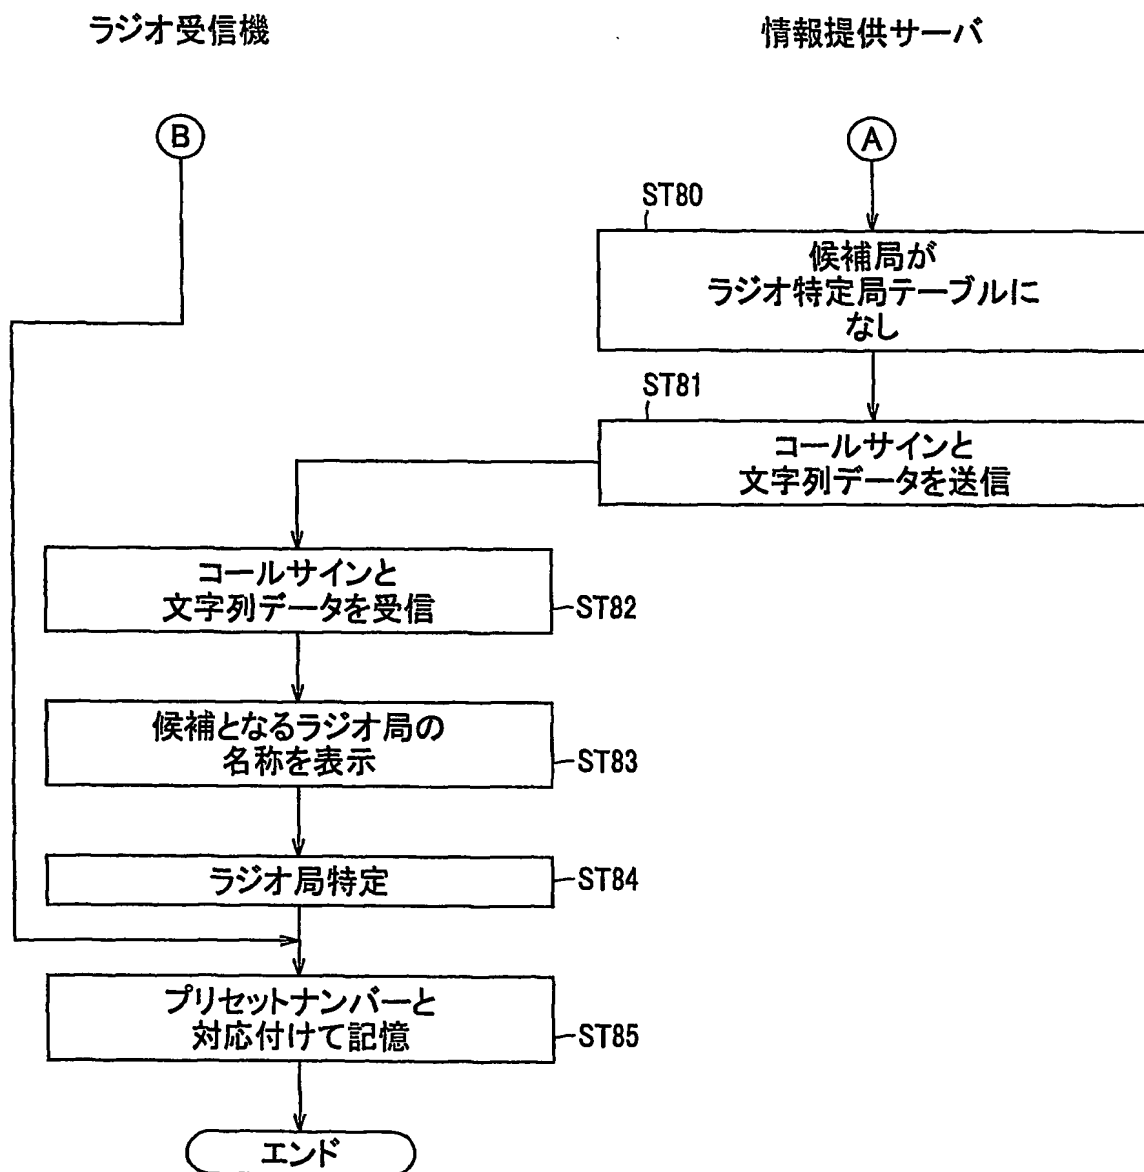 ラジオ受信機
情報提供サーバ
B
A
ST80
候補局が
ラジオ特定局テーブルに
なし
ST81
コールサインと
文字列データを送信
コールサインと
文字列データを受信
ST82
候補となるラジオ局の
名称を表示
ST83
ラジオ局特定
ST84
プリセットナンバーと
対応付けて記憶
ST85
エンド